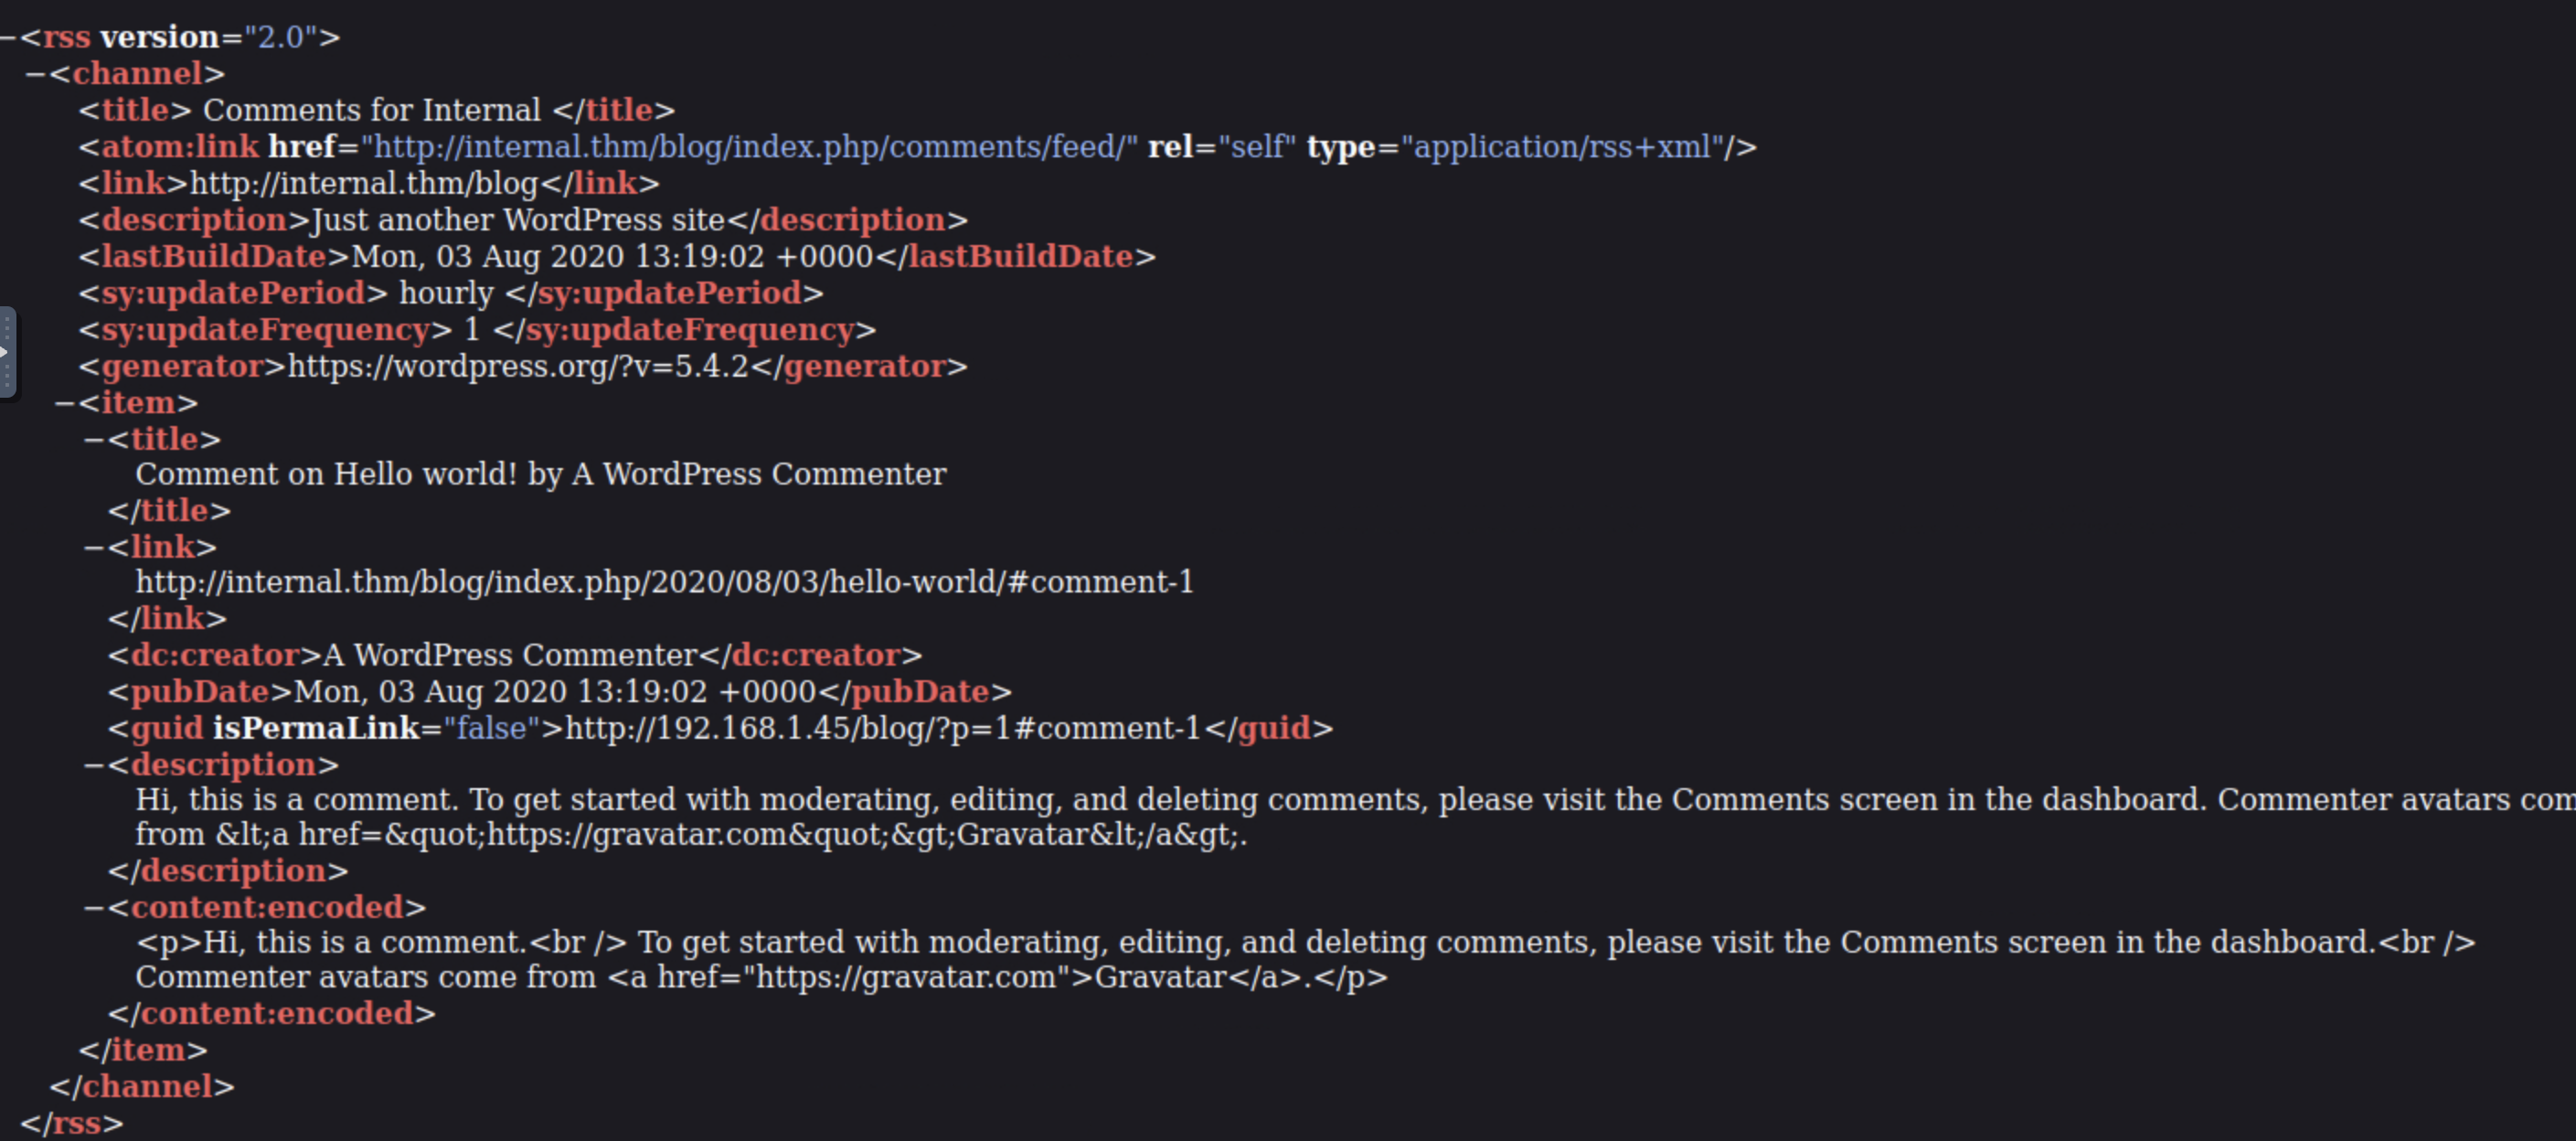 −<rss version="2.0">
−<channel>
<title> Comments for Internal </title>
<atom:link href="http://internal.thm/blog/index.php/comments/feed/" rel="self" type="application/rss+xml"/>
<link>http://internal.thm/blog</link>
<description>Just another WordPress site</description>
<lastBuildDate>Mon, 03 Aug 2020 13:19:02 +0000</lastBuildDate>
<sy:updatePeriod> hourly </sy:updatePeriod>
<sy:updateFrequency> 1 </sy:updateFrequency>
<generator>https://wordpress.org/?v=5.4.2</generator>
−<item>
−<title>
Comment on Hello world! by A WordPress Commenter
</title>
−<link>
http://internal.thm/blog/index.php/2020/08/03/hello-world/#comment-1
</link>
<dc:creator>A WordPress Commenter</dc:creator>
<pubDate>Mon, 03 Aug 2020 13:19:02 +0000</pubDate>
<guid isPermaLink="false">http://192.168.1.45/blog/?p=1#comment-1</guid>
−<description>
Hi, this is a comment. To get started with moderating, editing, and deleting comments, please visit the Comments screen in the dashboard. Commenter avatars com
from &lt;a href=&quot;https://gravatar.com&quot;&gt;Gravatar&lt;/a&gt;.
</description>
−<content:encoded>
<p>Hi, this is a comment.<br /> To get started with moderating, editing, and deleting comments, please visit the Comments screen in the dashboard.<br />
Commenter avatars come from <a href="https://gravatar.com">Gravatar</a>.</p>
</content:encoded>
</item>
</channel>
</rss>